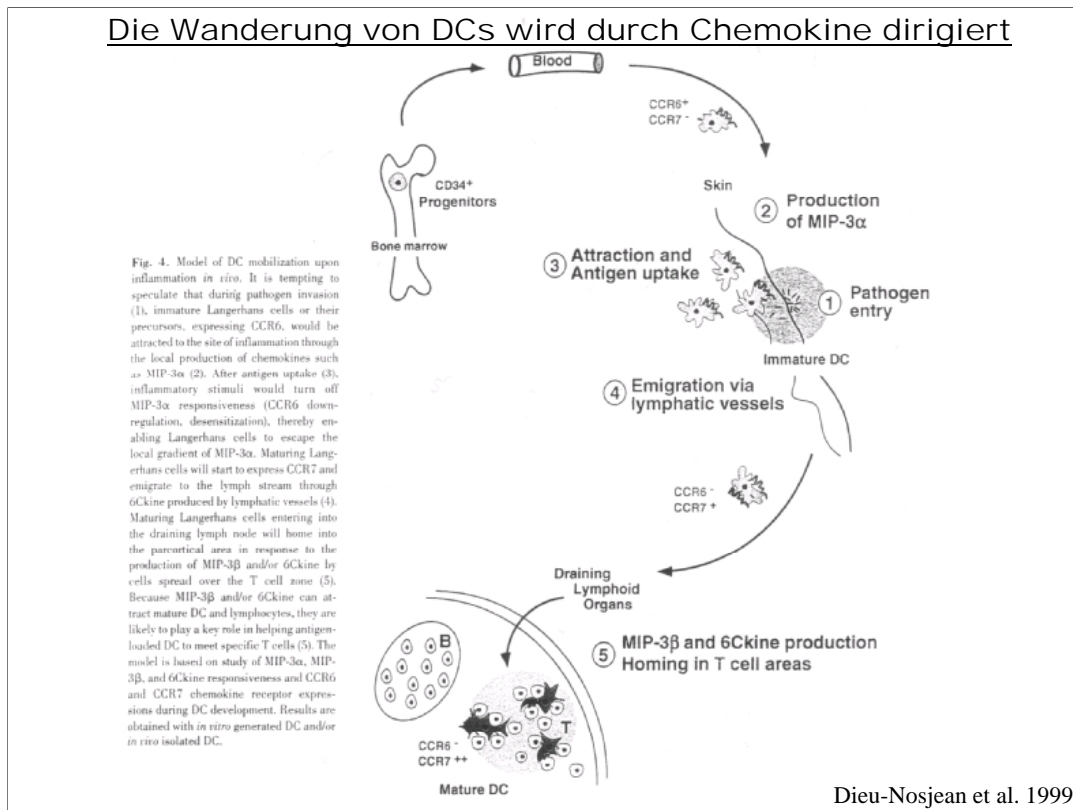 Die Wanderung von DCs wird durch Chemokine dirigiert
Blood
CCR6+
CCR7 -
CD34+
Progenitors
Bone marrow
Skin
2 Production
of MIP-3α
3 Attraction and
Antigen uptake
1 Pathogen
entry
Immature DC
4 Emigration via
lymphatic vessels
CCR6 -
CCR7 +
Draining
Lymphoid
Organs
5 MIP-3β and 6Ckine production
Homing in T cell areas
B
T
CCR6 -
CCR7 ++
Mature DC
Fig. 4. Model of DC mobilization upon
inflammation in vivo. It is tempting to
speculate that during pathogen invasion
(1), immature Langerhans cells or their
precursors, expressing CCR6, would be
attracted to the site of inflammation through
the local production of chemokines such
as MIP-3α (2). After antigen uptake (3),
inflammatory stimuli would turn off
MIP-3α responsiveness (CCR6 down-
regulation, desensitization), thereby en-
abling Langerhans cells to escape the
local gradient of MIP-3α. Maturing Lang-
erhans cells will start to express CCR7 and
emigrate to the lymph stream through
6Ckine produced by lymphatic vessels (4).
Maturing Langerhans cells entering into
the draining lymph node will home into
the paracortical area in response to the
production of MIP-3β and/or 6Ckine by
cells spread over the T cell zone (5).
Because MIP-3β and/or 6Ckine can at-
tract mature DC and lymphocytes, they are
likely to play a key role in helping antigen-
loaded DC to meet specific T cells (5). The
model is based on study of MIP-3α, MIP-
3β, and 6Ckine responsiveness and CCR6
and CCR7 chemokine receptor expres-
sions during DC development. Results are
obtained with in vitro generated DC and/or
in vivo isolated DC.
Dieu-Nosjean et al. 1999